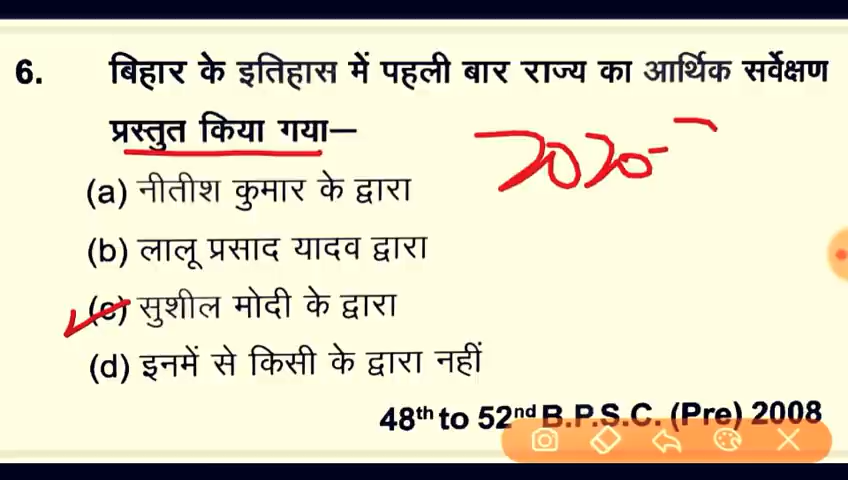 6. बिहार के इतिहास में पहली बार राज्य का आर्थिक सर्वेक्षण
प्रस्तुत किया गया—
2020-
(a) नीतीश कुमार के द्वारा
(b) लालू प्रसाद यादव द्वारा
(c) सुशील मोदी के द्वारा
(d) इनमें से किसी के द्वारा नहीं
48th to 52nd B.P.S.C. (Pre) 2008